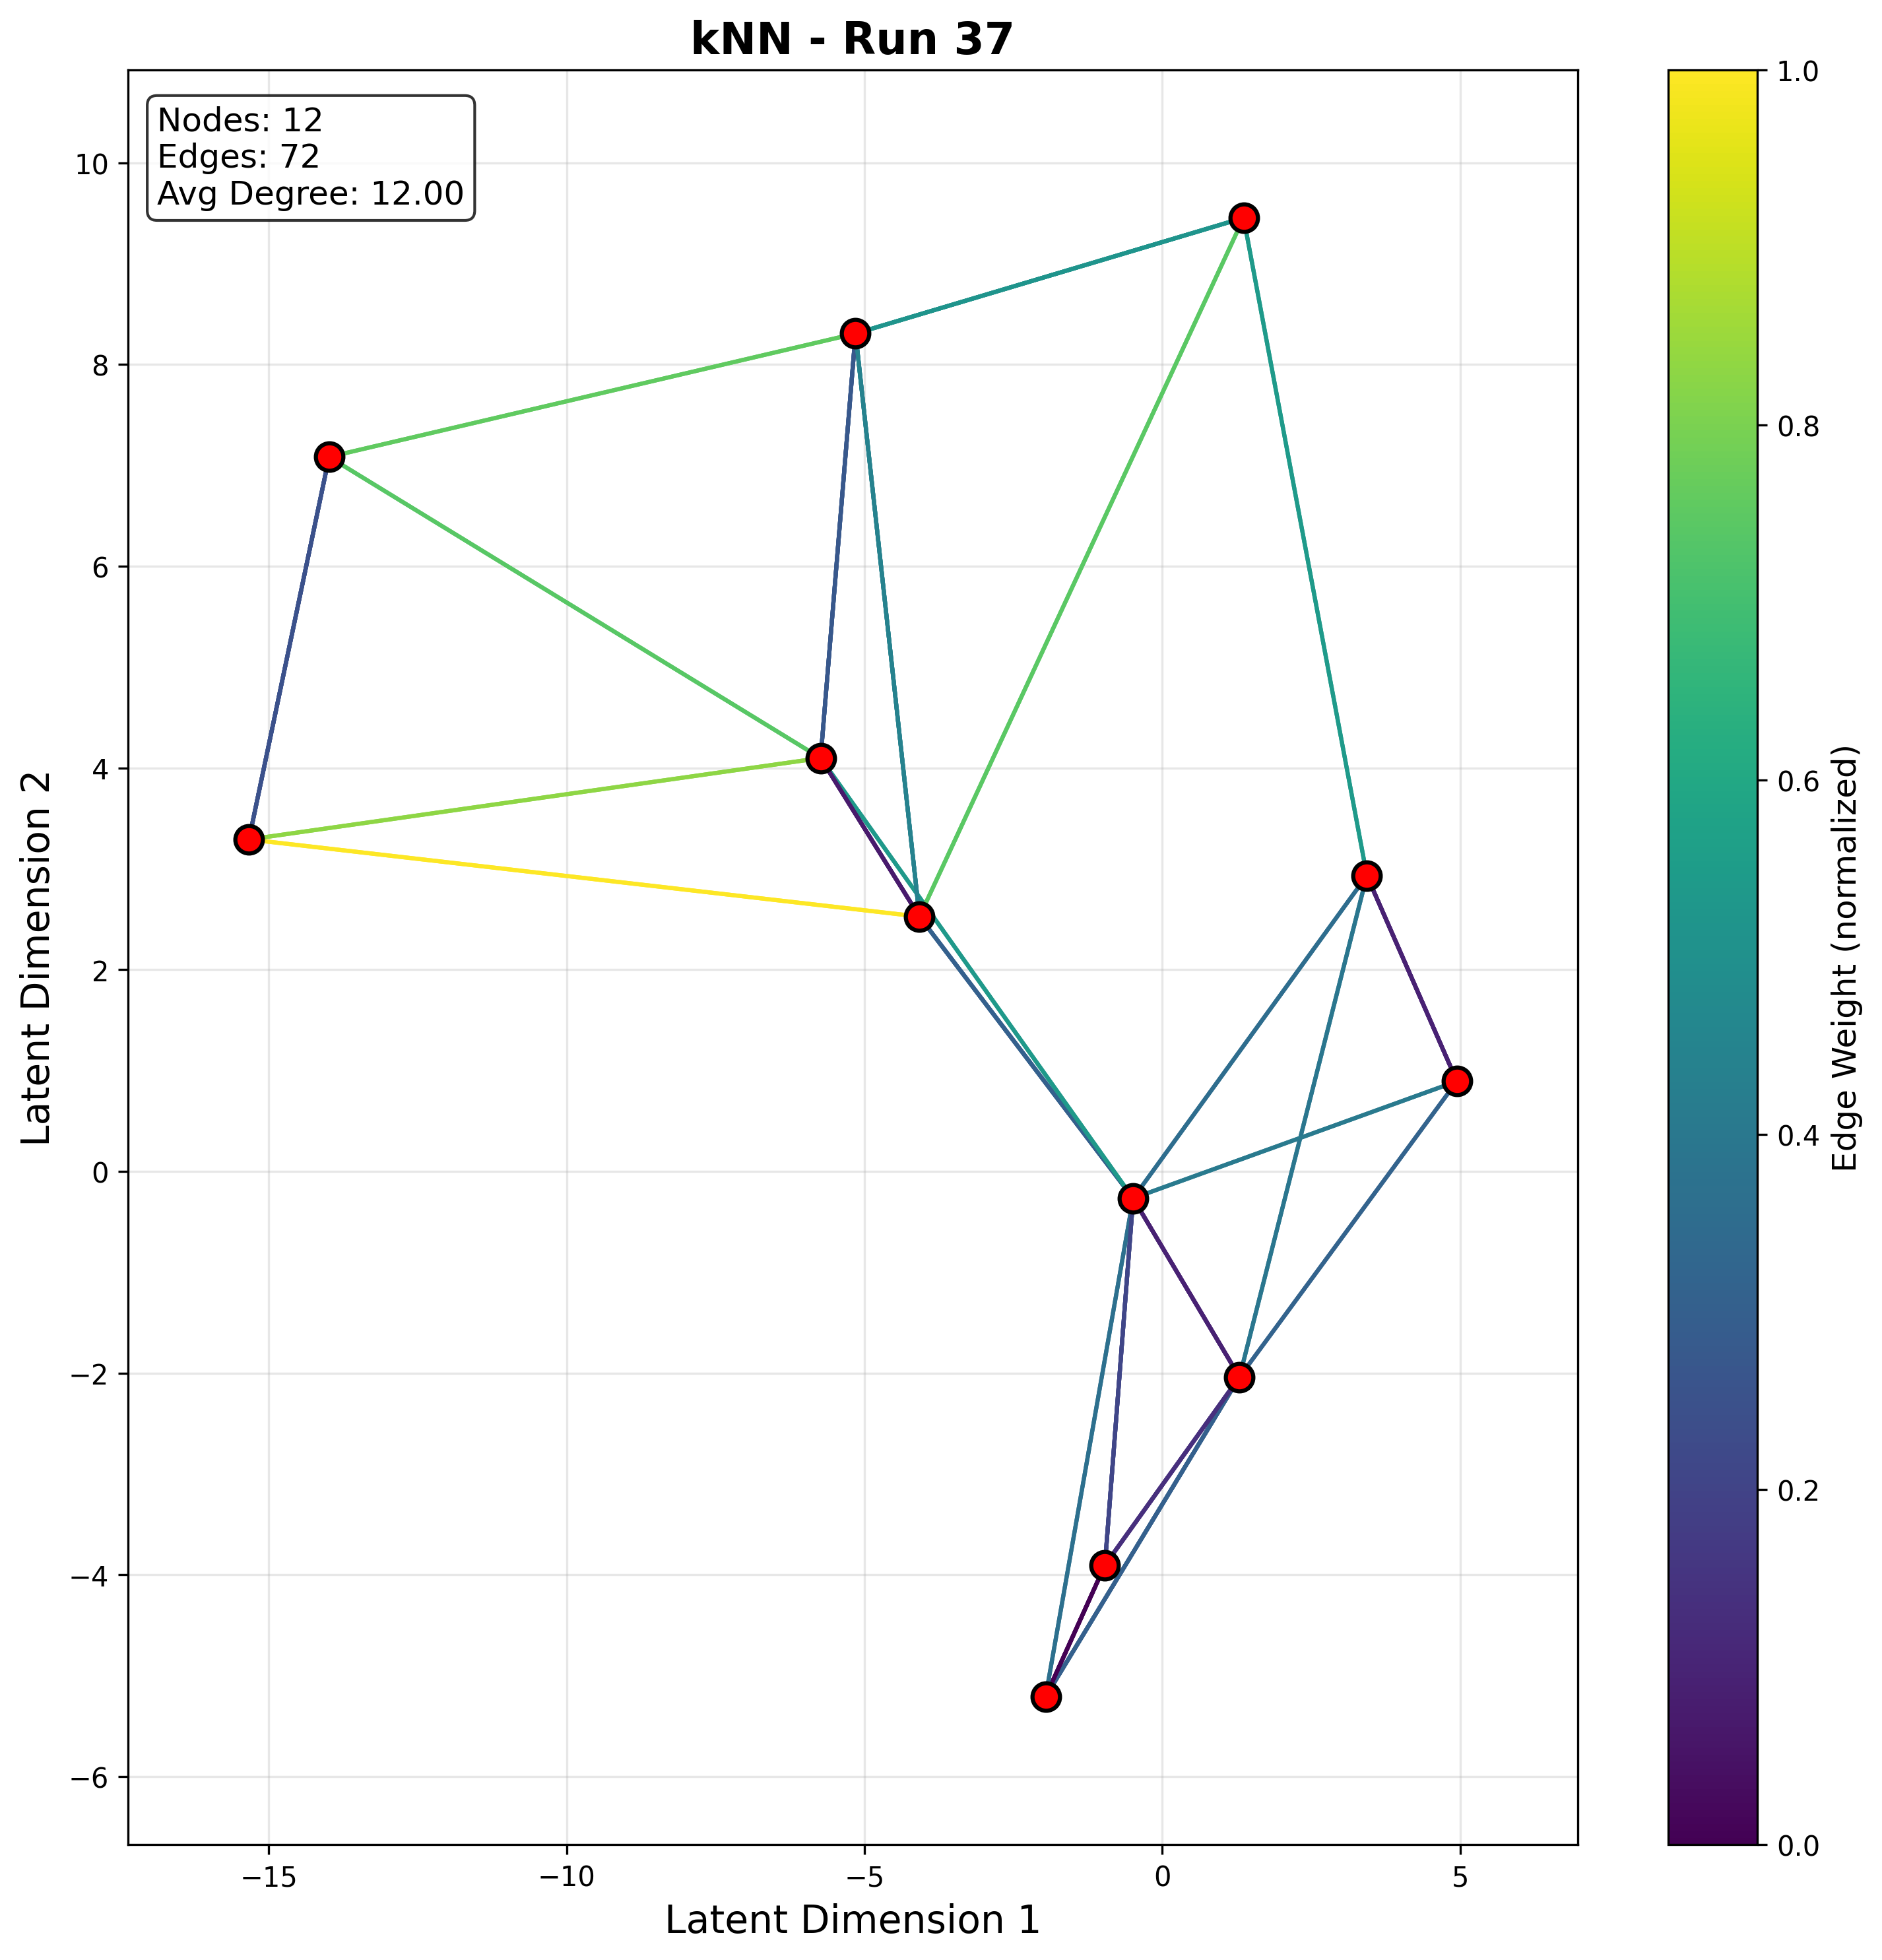 kNN - Run 37
Nodes: 12
Edges: 72
Avg Degree: 12.00
10
8
6
4
2
0
−2
−4
−6
Latent Dimension 2
−15
−10
−5
0
5
Latent Dimension 1
1.0
0.8
0.6
0.4
0.2
0.0
Edge Weight (normalized)